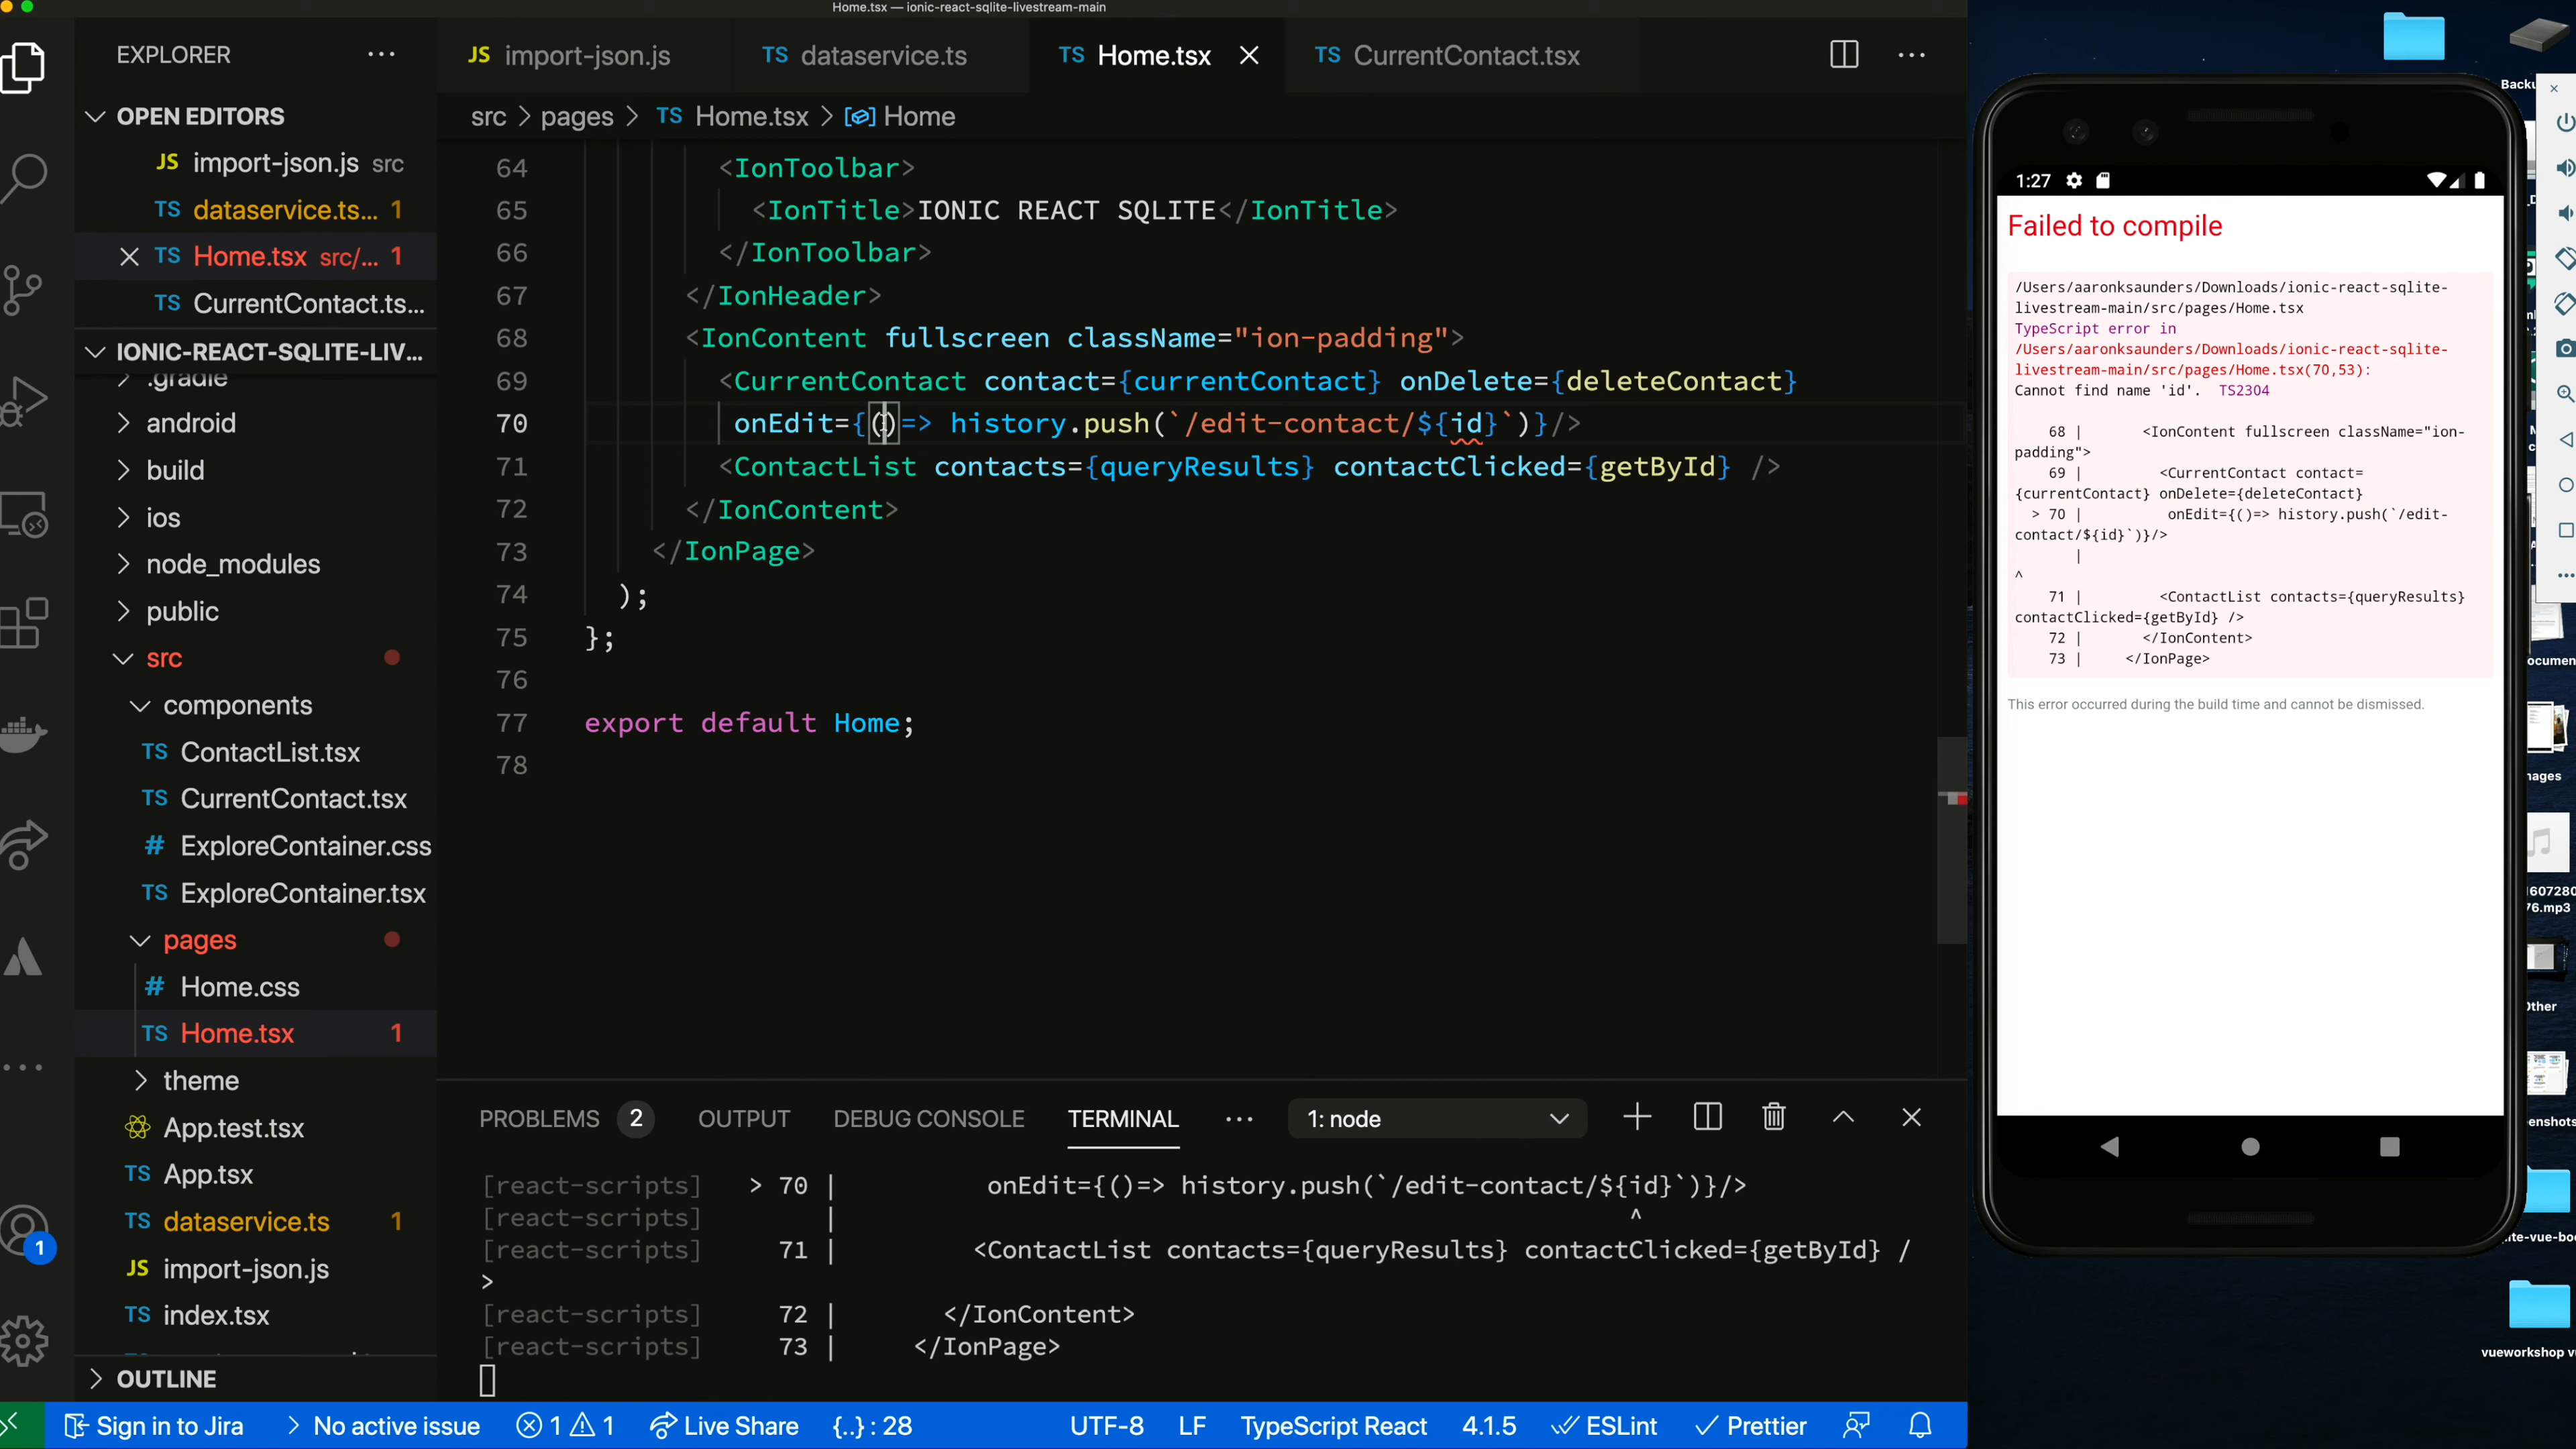 Home.tsx — ionic-react-sqlite-livestream-main
EXPLORER
OPEN EDITORS
JS import-json.js src
TS dataservice.ts... 1
TS Home.tsx src/... 1
TS CurrentContact.ts...
IONIC-REACT-SQLITE-LIV...
.gradle
android
build
ios
node_modules
public
src
components
TS ContactList.tsx
TS CurrentContact.tsx
# ExploreContainer.css
TS ExploreContainer.tsx
pages
# Home.css
TS Home.tsx 1
theme
App.test.tsx
TS App.tsx
TS dataservice.ts 1
JS import-json.js
TS index.tsx
OUTLINE
1
JS import-json.js
TS dataservice.ts
TS Home.tsx
TS CurrentContact.tsx
src > pages > TS Home.tsx > Home
64 <IonToolbar>
65 <IonTitle>IONIC REACT SQLITE</IonTitle>
66 </IonToolbar>
67 </IonHeader>
68 <IonContent fullscreen className="ion-padding">
69 <CurrentContact contact={currentContact} onDelete={deleteContact}
70 onEdit={()=> history.push(`/edit-contact/${id}`)}/>
71 <ContactList contacts={queryResults} contactClicked={getById} />
72 </IonContent>
73 </IonPage>
74 );
75 };
76
77 export default Home;
78
PROBLEMS 2 OUTPUT DEBUG CONSOLE TERMINAL ... 1: node
[react-scripts] > 70 | onEdit={()=> history.push(`/edit-contact/${id}`)}/>
[react-scripts] | ^
[react-scripts] 71 | <ContactList contacts={queryResults} contactClicked={getById} /
>
[react-scripts] 72 | </IonContent>
[react-scripts] 73 | </IonPage>
Sign in to Jira > No active issue 1 1 Live Share {..} : 28 UTF-8 LF TypeScript React 4.1.5 ESLint Prettier
1:27
Failed to compile
/Users/aaronksaunders/Downloads/ionic-react-sqlite-
livestream-main/src/pages/Home.tsx
TypeScript error in
/Users/aaronksaunders/Downloads/ionic-react-sqlite-
livestream-main/src/pages/Home.tsx(70,53):
Cannot find name 'id'. TS2304
68 | <IonContent fullscreen className="ion-
padding">
69 | <CurrentContact contact=
{currentContact} onDelete={deleteContact}
> 70 | onEdit={()=> history.push(`/edit-
contact/${id}`)}/>
|
^
71 | <ContactList contacts={queryResults}
contactClicked={getById} />
72 | </IonContent>
73 | </IonPage>
This error occurred during the build time and cannot be dismissed.
Backu
ocumen
nages
1607280
76.mp3
Other
enshots
lite-vue-bo
vueworkshop v